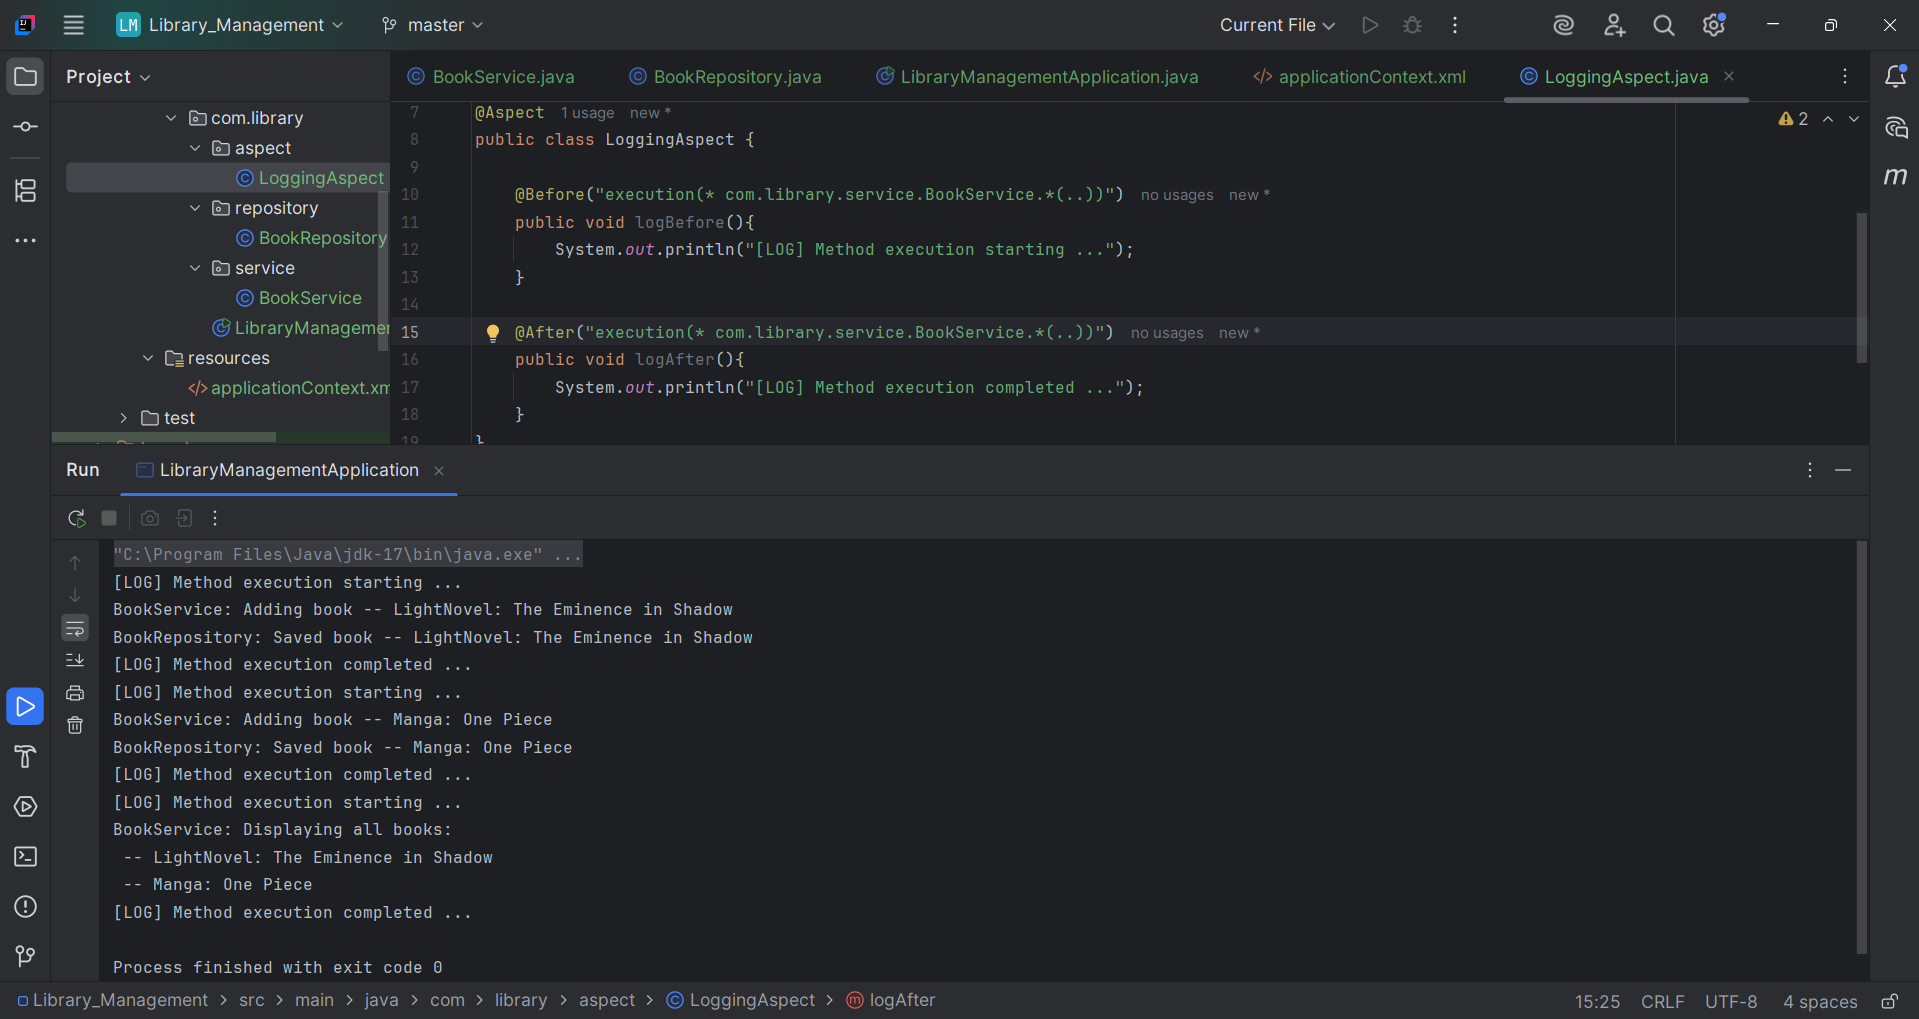 LM Library_Management master Current File
Project
BookService.java BookRepository.java LibraryManagementApplication.java </> applicationContext.xml LoggingAspect.java
com.library
aspect
LoggingAspect
repository
BookRepository
service
BookService
LibraryManagemen
resources
</> applicationContext.xm
test
7 @Aspect 1 usage new *
8 public class LoggingAspect {
9
10 @Before("execution(* com.library.service.BookService.*(..))") no usages new *
11 public void logBefore(){
12 System.out.println("[LOG] Method execution starting ...");
13 }
14
15 @After("execution(* com.library.service.BookService.*(..))") no usages new *
16 public void logAfter(){
17 System.out.println("[LOG] Method execution completed ...");
18 }
19 }
2
Run LibraryManagementApplication
"C:\Program Files\Java\jdk-17\bin\java.exe" ...
[LOG] Method execution starting ...
BookService: Adding book -- LightNovel: The Eminence in Shadow
BookRepository: Saved book -- LightNovel: The Eminence in Shadow
[LOG] Method execution completed ...
[LOG] Method execution starting ...
BookService: Adding book -- Manga: One Piece
BookRepository: Saved book -- Manga: One Piece
[LOG] Method execution completed ...
[LOG] Method execution starting ...
BookService: Displaying all books:
-- LightNovel: The Eminence in Shadow
-- Manga: One Piece
[LOG] Method execution completed ...
Process finished with exit code 0
Library_Management > src > main > java > com > library > aspect > LoggingAspect > logAfter 15:25 CRLF UTF-8 4 spaces